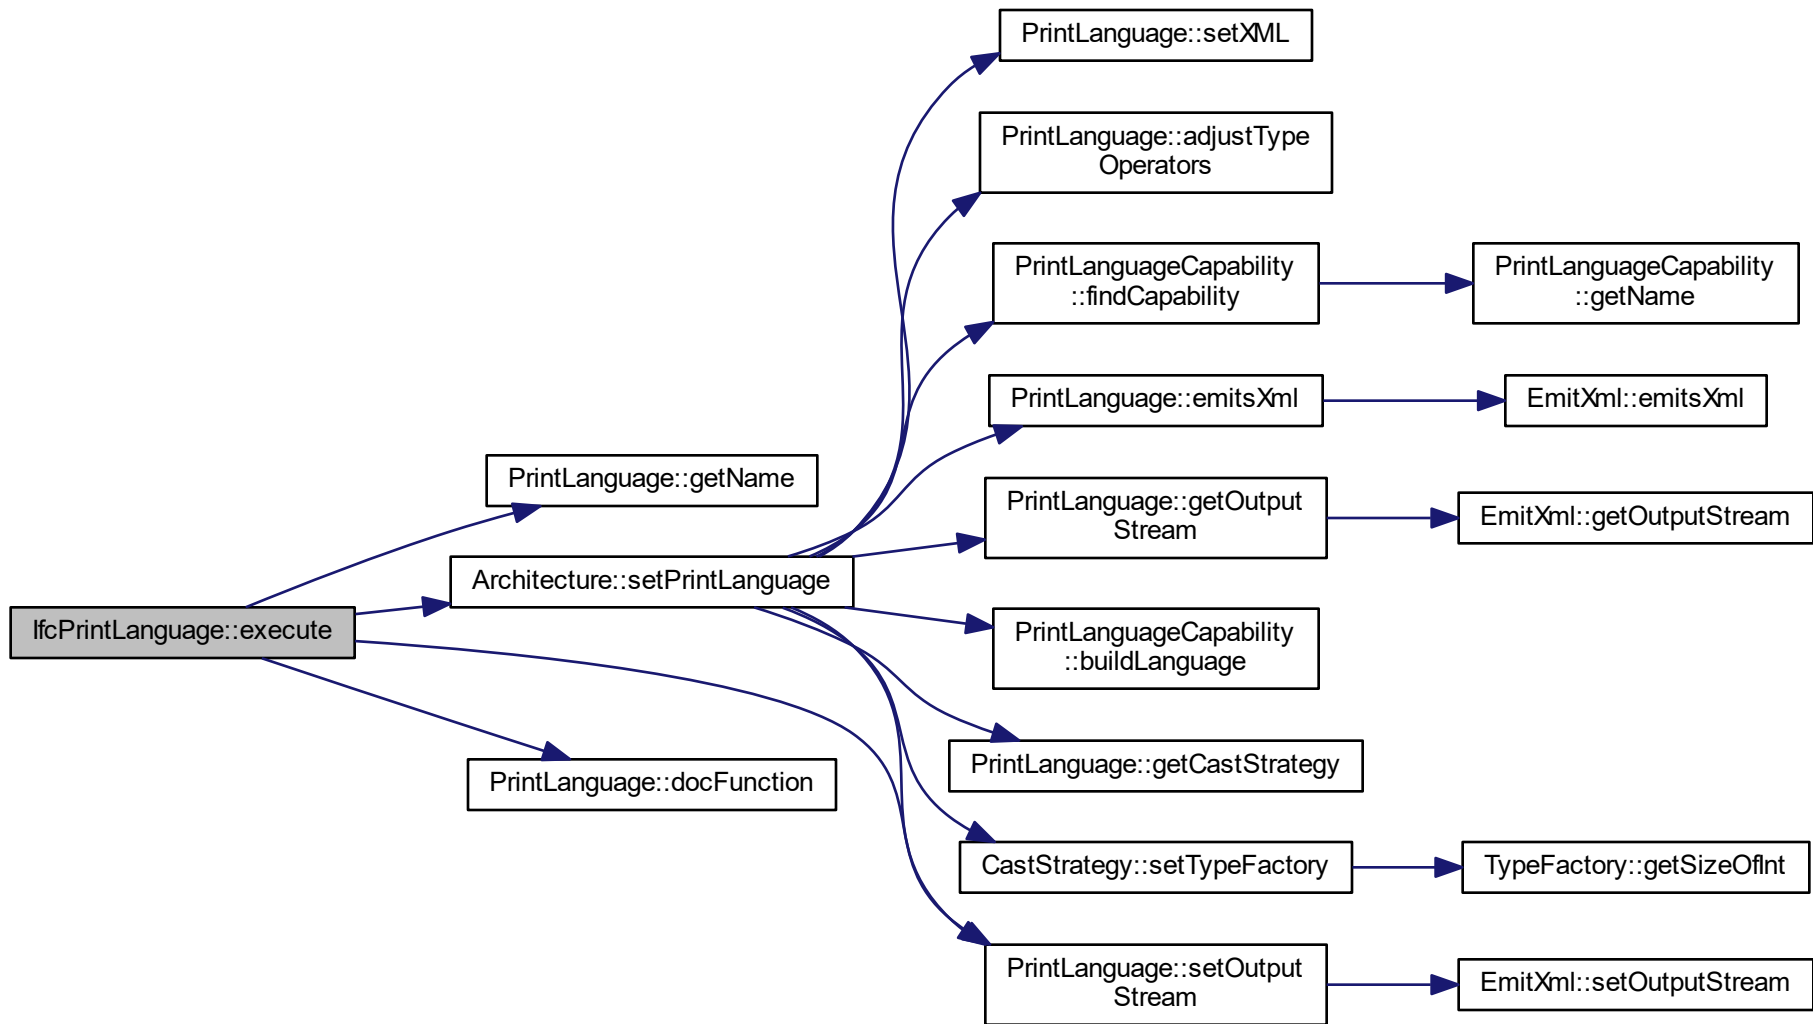 PrintLanguage::setXML
PrintLanguage::adjustType
Operators
PrintLanguageCapability
::findCapability
PrintLanguageCapability
::getName
PrintLanguage::emitsXml
EmitXml::emitsXml
PrintLanguage::getName
PrintLanguage::getOutput
Stream
EmitXml::getOutputStream
Architecture::setPrintLanguage
IfcPrintLanguage::execute
PrintLanguageCapability
::buildLanguage
PrintLanguage::getCastStrategy
PrintLanguage::docFunction
CastStrategy::setTypeFactory
TypeFactory::getSizeOfInt
PrintLanguage::setOutput
Stream
EmitXml::setOutputStream